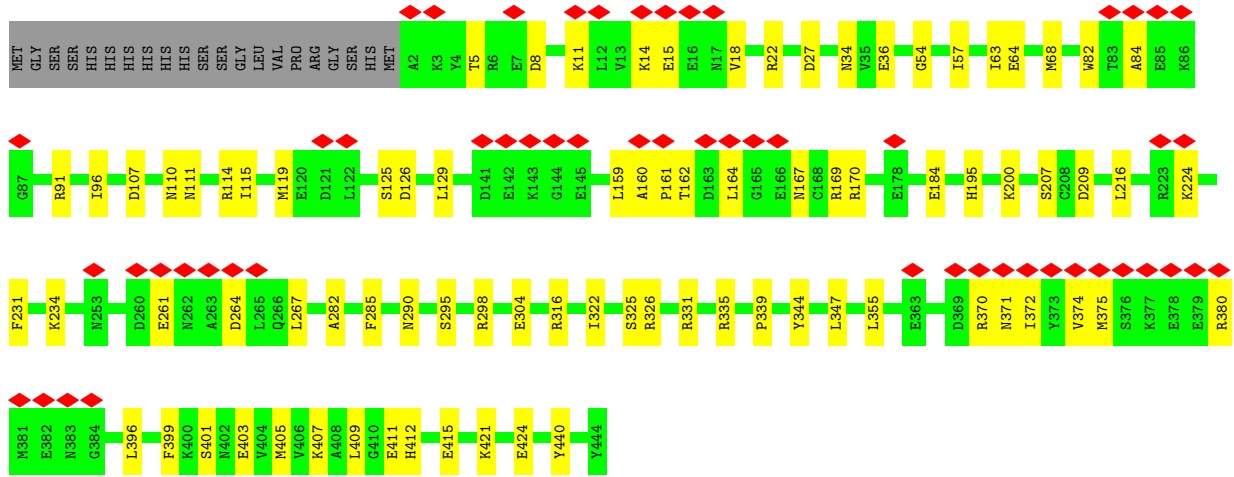 MET GLY SER SER HIS HIS HIS HIS HIS HIS SER SER GLY LEU VAL PRO ARG GLY SER HIS MET A2 K3 Y4 T5 R6 E7 D8 K11 L12 V13 K14 E15 E16 N17 V18 R22 D27 N34 V35 E36 G54 I57 I63 E64 M68 W82 T83 A84 E85 K86
G87 R91 I96 D107 N110 N111 R114 I115 M119 E120 D121 L122 S125 D126 L129 D141 E142 K143 G144 E145 L159 A160 P161 T162 D163 L164 G165 E166 N167 C168 R169 R170 E178 E184 H195 K200 S207 C208 D209 L216 R223 K224
F231 K234 N253 D260 E261 N262 A263 D264 L265 Q266 L267 A282 F285 N290 S295 R298 E304 R316 I322 S325 R326 R331 R335 P339 Y344 L347 L355 E363 D369 R370 N371 I372 Y373 V374 M375 S376 K377 E378 E379 R380
M381 E382 N383 G384 L396 F399 K400 S401 N402 E403 V404 M405 V406 K407 A408 L409 G410 E411 H412 E415 K421 E424 Y440 Y444